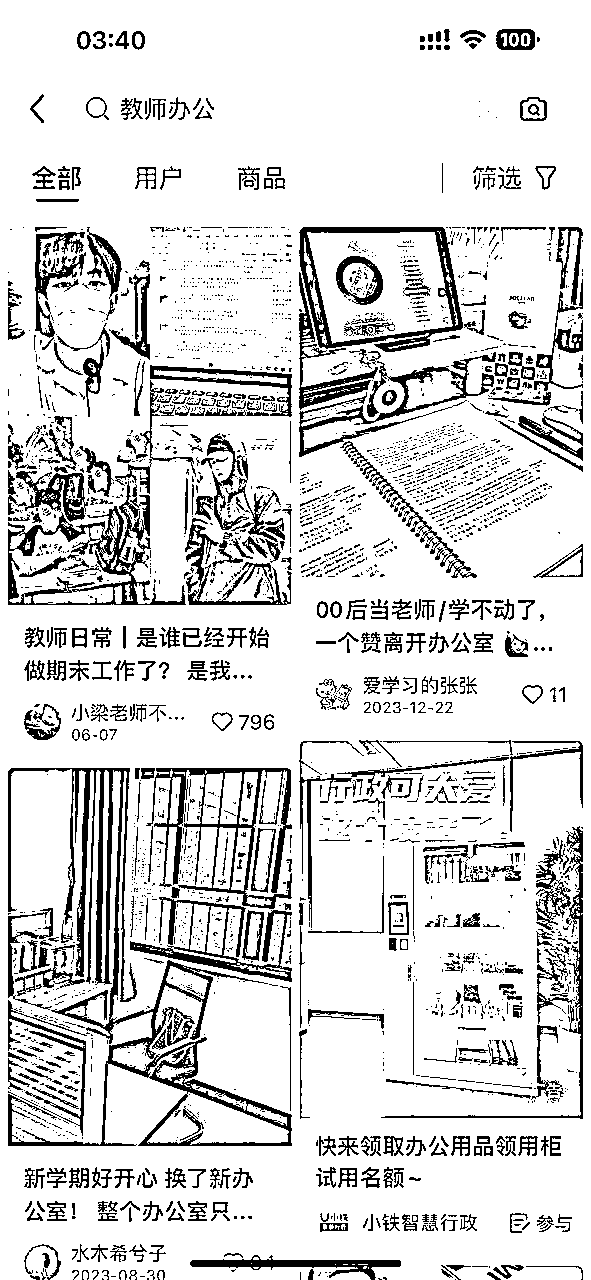 03:40
100
教师办公
全部
用户
商品
筛选
教师日常｜是谁已经开始
做期末工作了？ 是我...
小梁老师不...
06-07
796
00后当老师/学不动了，
一个赞离开办公室 ...
爱学习的张张
2023-12-22
11
行政可太爱
新学期好开心 换了新办
公室！ 整个办公室只...
水木希兮子
2023-08-30
快来领取办公用品领用柜
试用名额~
小铁智慧行政
参与